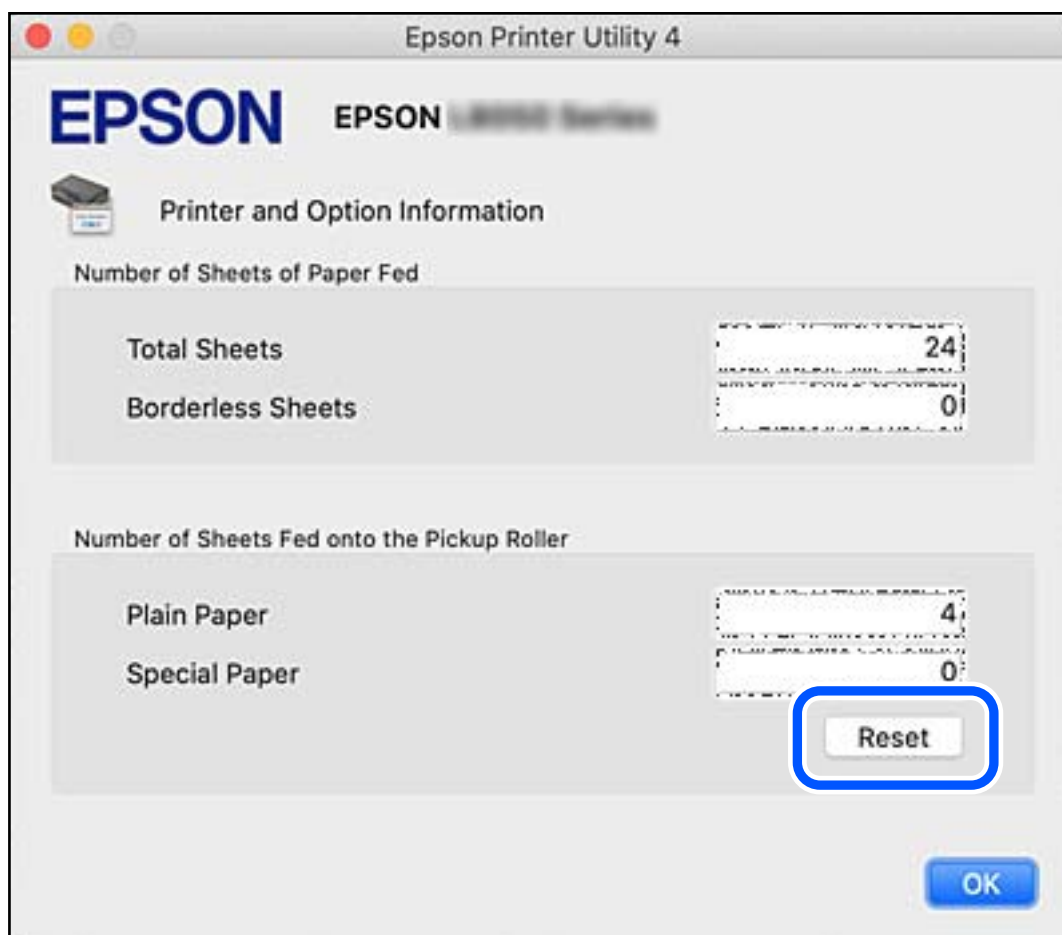 Epson Printer Utility 4
EPSON EPSON
Printer and Option Information
Number of Sheets of Paper Fed
Total Sheets 24
Borderless Sheets 0
Number of Sheets Fed onto the Pickup Roller
Plain Paper 4
Special Paper 0
Reset
OK